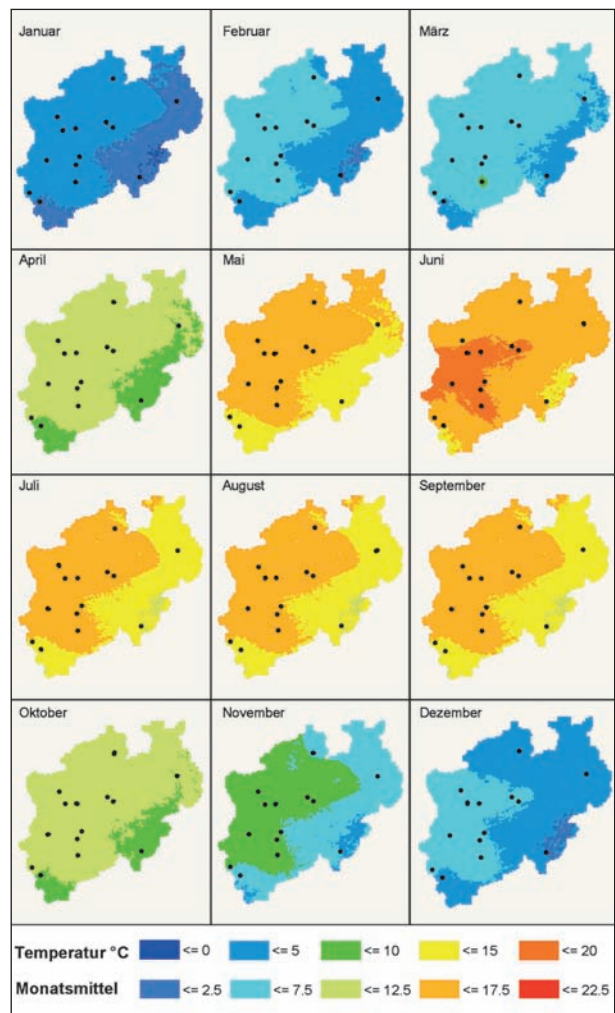 Januar Februar März
April Mai Juni
Juli August September
Oktober November Dezember
Temperatur °C <= 0 <= 5 <= 10 <= 15 <= 20
Monatsmittel <= 2.5 <= 7.5 <= 12.5 <= 17.5 <= 22.5